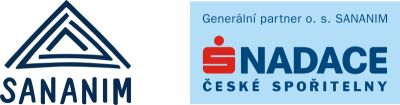 SANANIM
Generální partner o. s. SANANIM
NADACE
ČESKÉ SPOŘITELNY